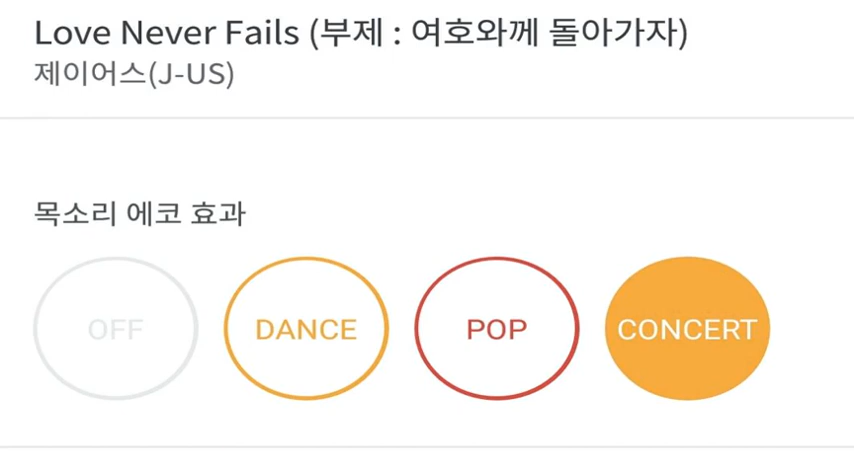 Love Never Fails (부제 : 여호와께 돌아가자)
제이어스(J-US)
목소리 에코 효과
OFF DANCE POP CONCERT